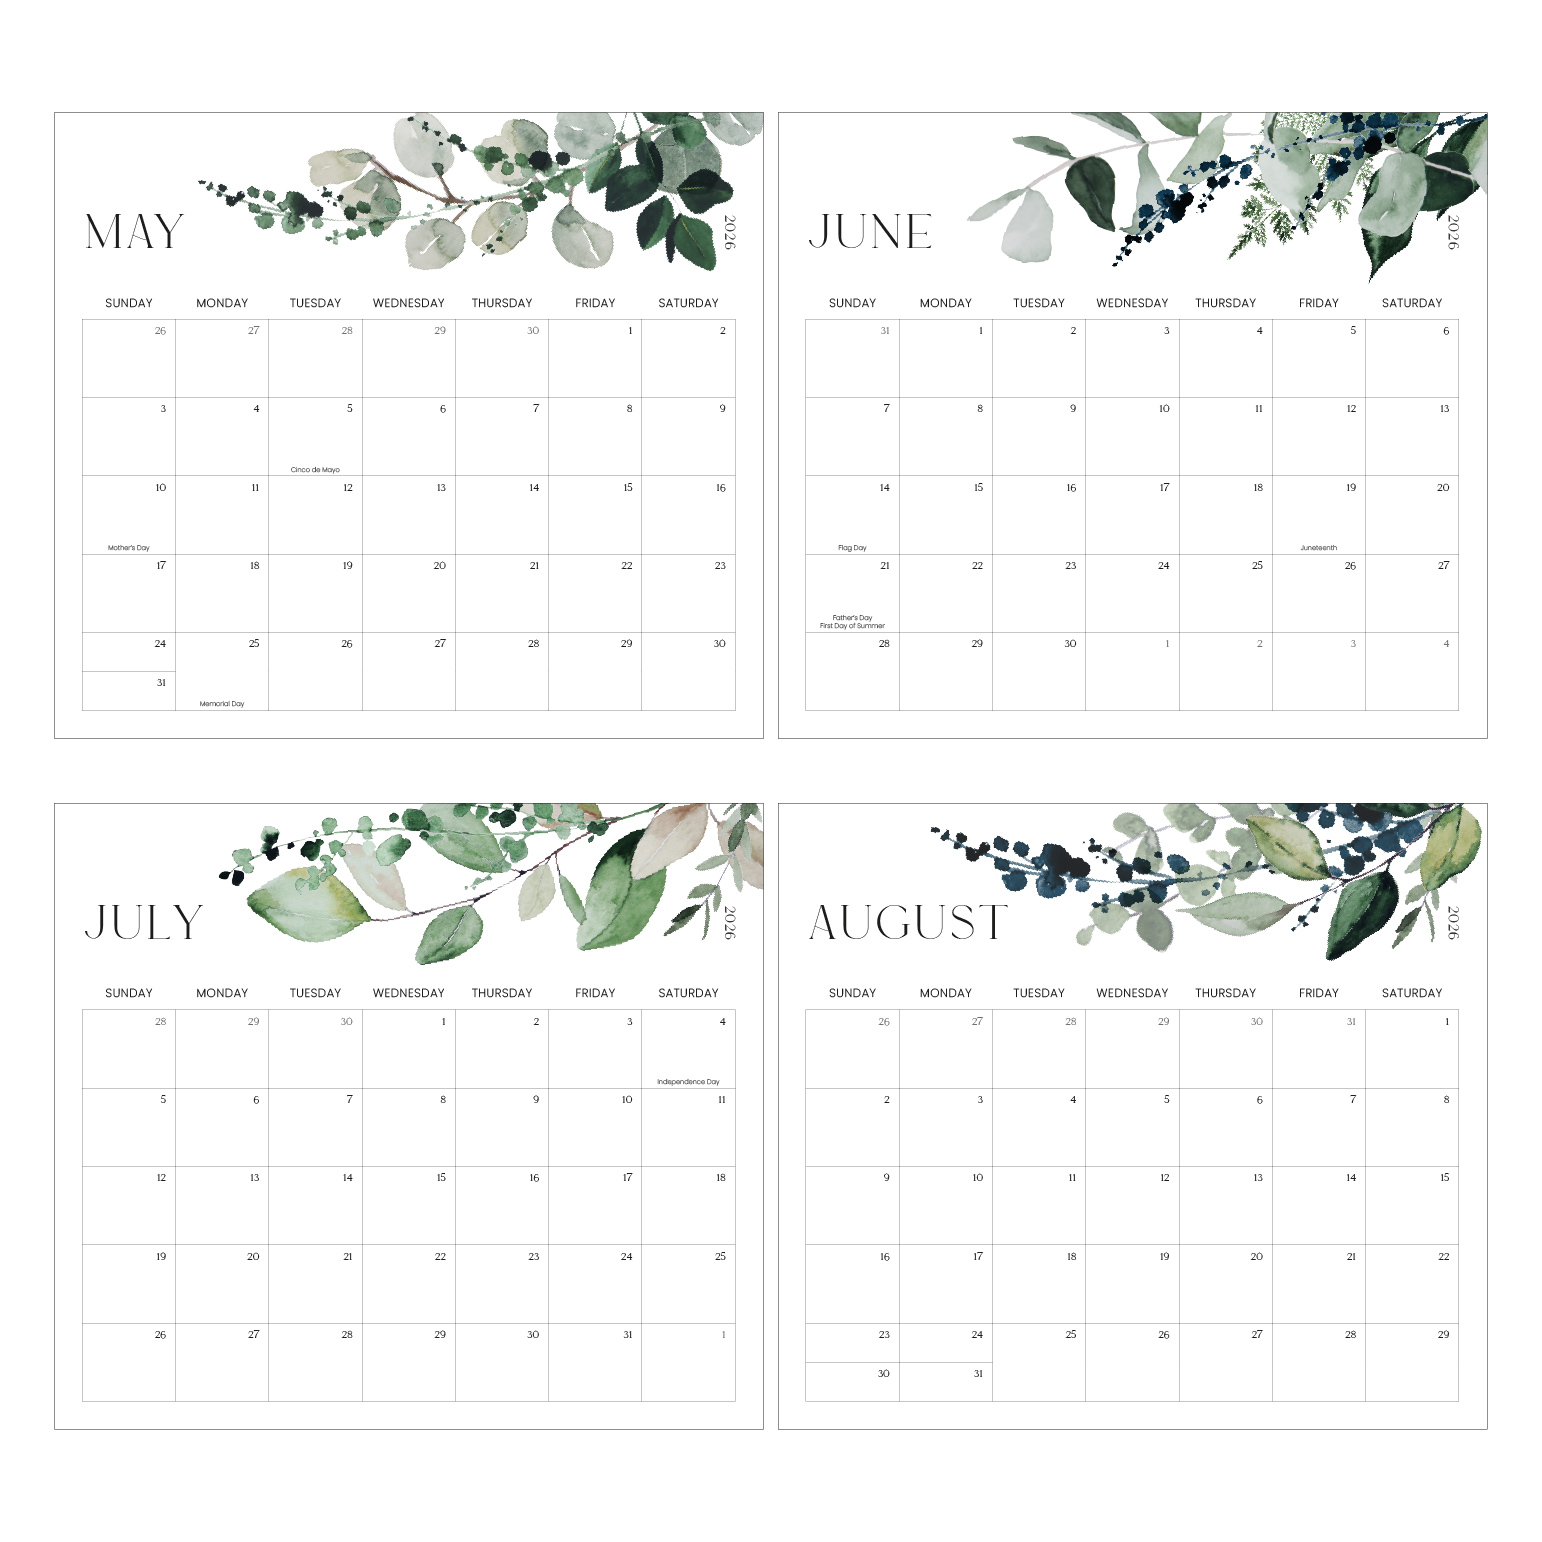 MAY
2026
SUNDAY MONDAY TUESDAY WEDNESDAY THURSDAY FRIDAY SATURDAY
26 27 28 29 30 1 2
3 4 5 6 7 8 9
Cinco de Mayo
10 11 12 13 14 15 16
Mother's Day
17 18 19 20 21 22 23
24 25 26 27 28 29 30
31
Memorial Day
JUNE
2026
SUNDAY MONDAY TUESDAY WEDNESDAY THURSDAY FRIDAY SATURDAY
31 1 2 3 4 5 6
7 8 9 10 11 12 13
14 15 16 17 18 19 20
Flag Day Juneteenth
21 22 23 24 25 26 27
Father's Day
First Day of Summer
28 29 30 1 2 3 4
JULY
2026
SUNDAY MONDAY TUESDAY WEDNESDAY THURSDAY FRIDAY SATURDAY
28 29 30 1 2 3 4
Independence Day
5 6 7 8 9 10 11
12 13 14 15 16 17 18
19 20 21 22 23 24 25
26 27 28 29 30 31 1
AUGUST
2026
SUNDAY MONDAY TUESDAY WEDNESDAY THURSDAY FRIDAY SATURDAY
26 27 28 29 30 31 1
2 3 4 5 6 7 8
9 10 11 12 13 14 15
16 17 18 19 20 21 22
23 24 25 26 27 28 29
30 31